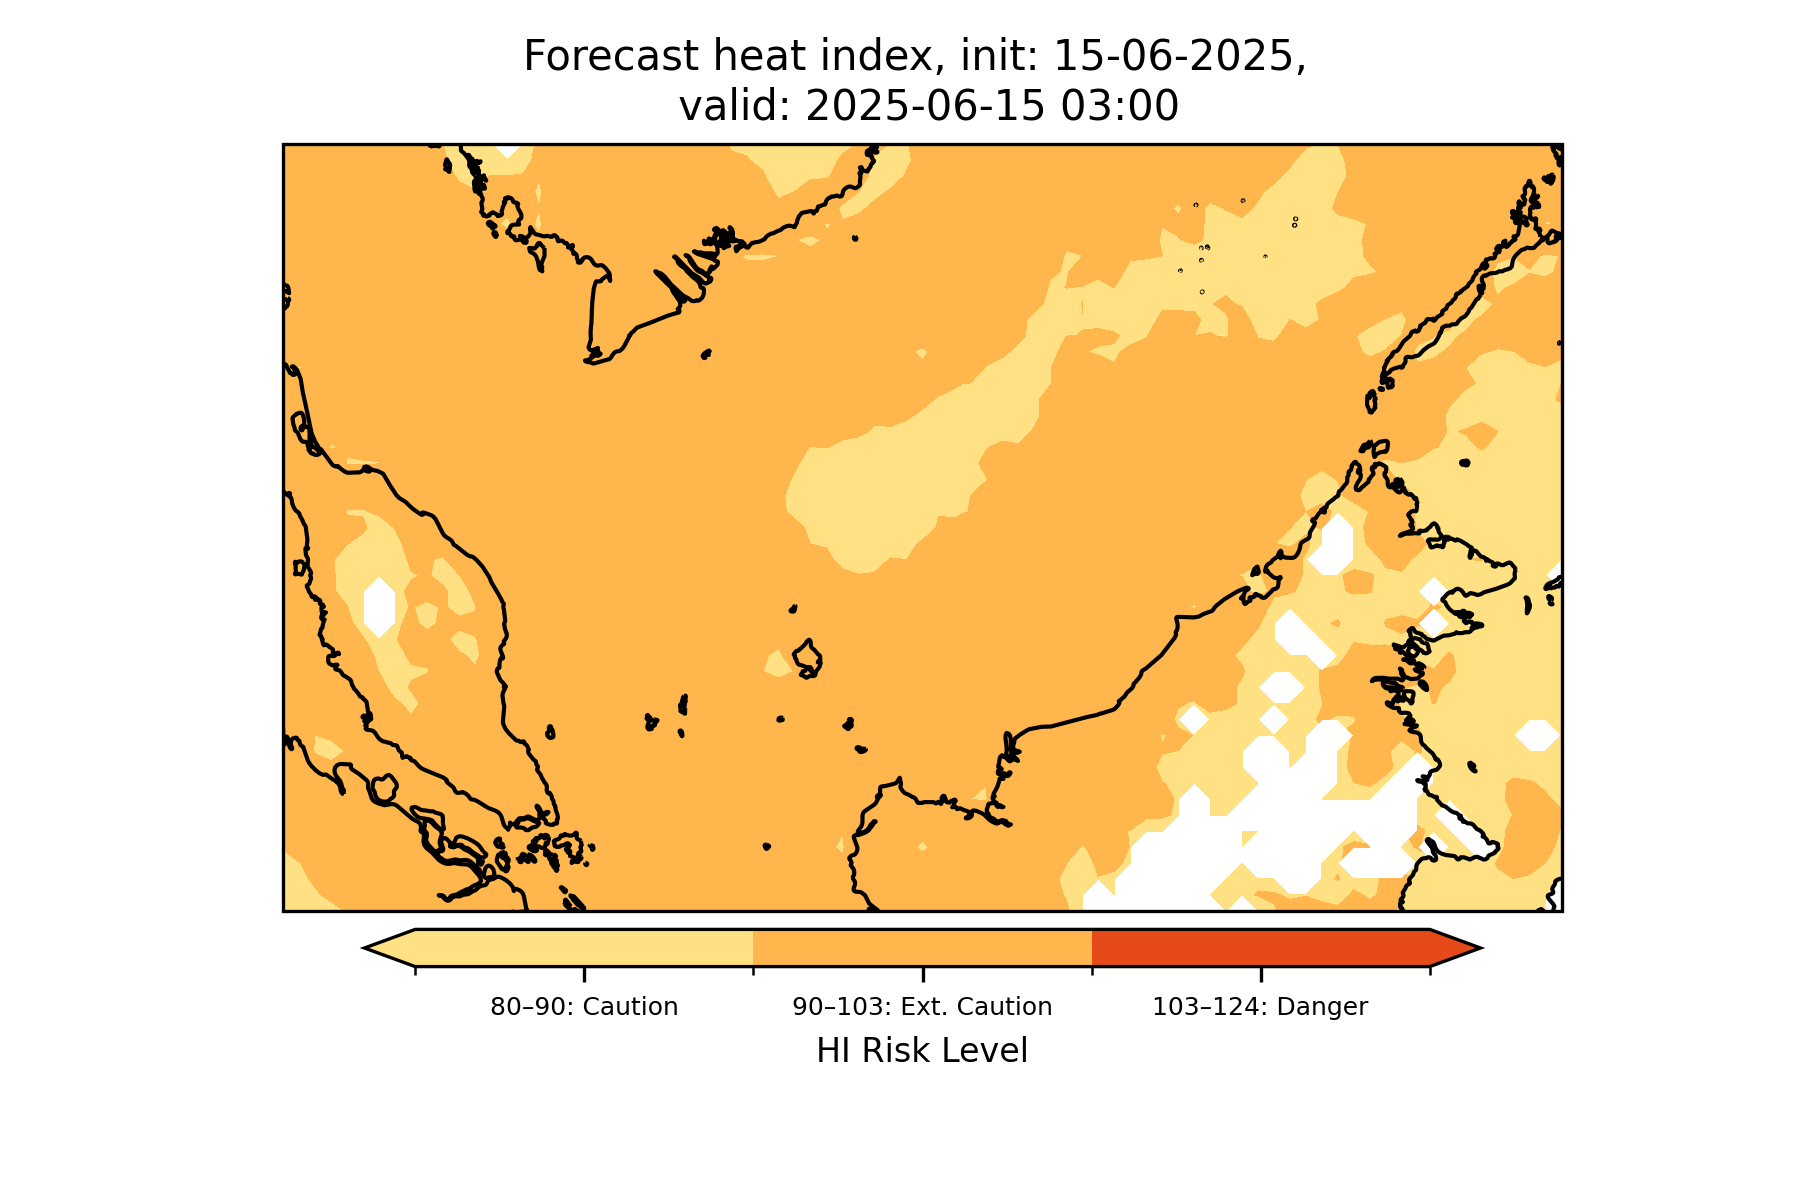 Forecast heat index, init: 15-06-2025,
valid: 2025-06-15 03:00
80–90: Caution
90–103: Ext. Caution
103–124: Danger
HI Risk Level